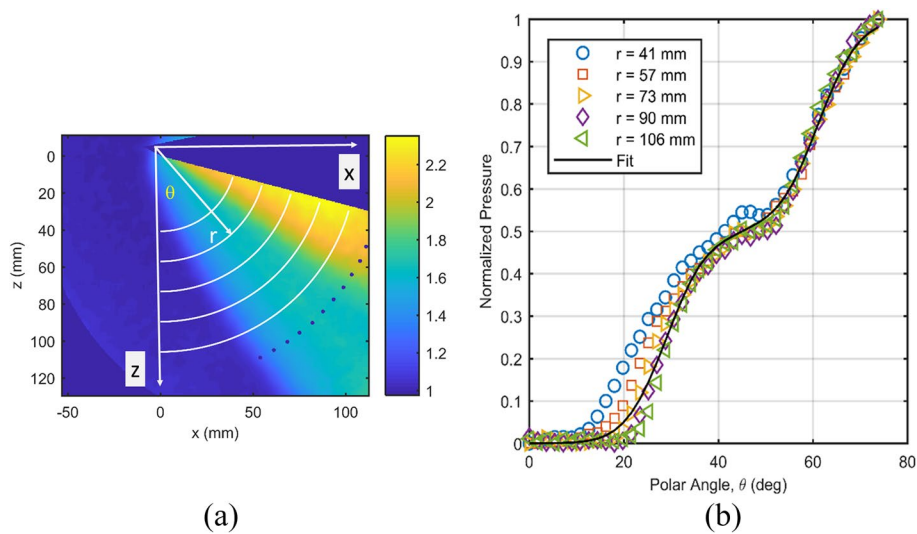 0
20
40
60
80
100
120
z (mm)
-50
0
50
100
x (mm)
x
z
θ
r
2.2
2
1.8
1.6
1.4
1.2
1
(a)
1
0.9
0.8
0.7
0.6
0.5
0.4
0.3
0.2
0.1
0
Normalized Pressure
r = 41 mm
r = 57 mm
r = 73 mm
r = 90 mm
r = 106 mm
Fit
0
20
40
60
80
Polar Angle, θ (deg)
(b)